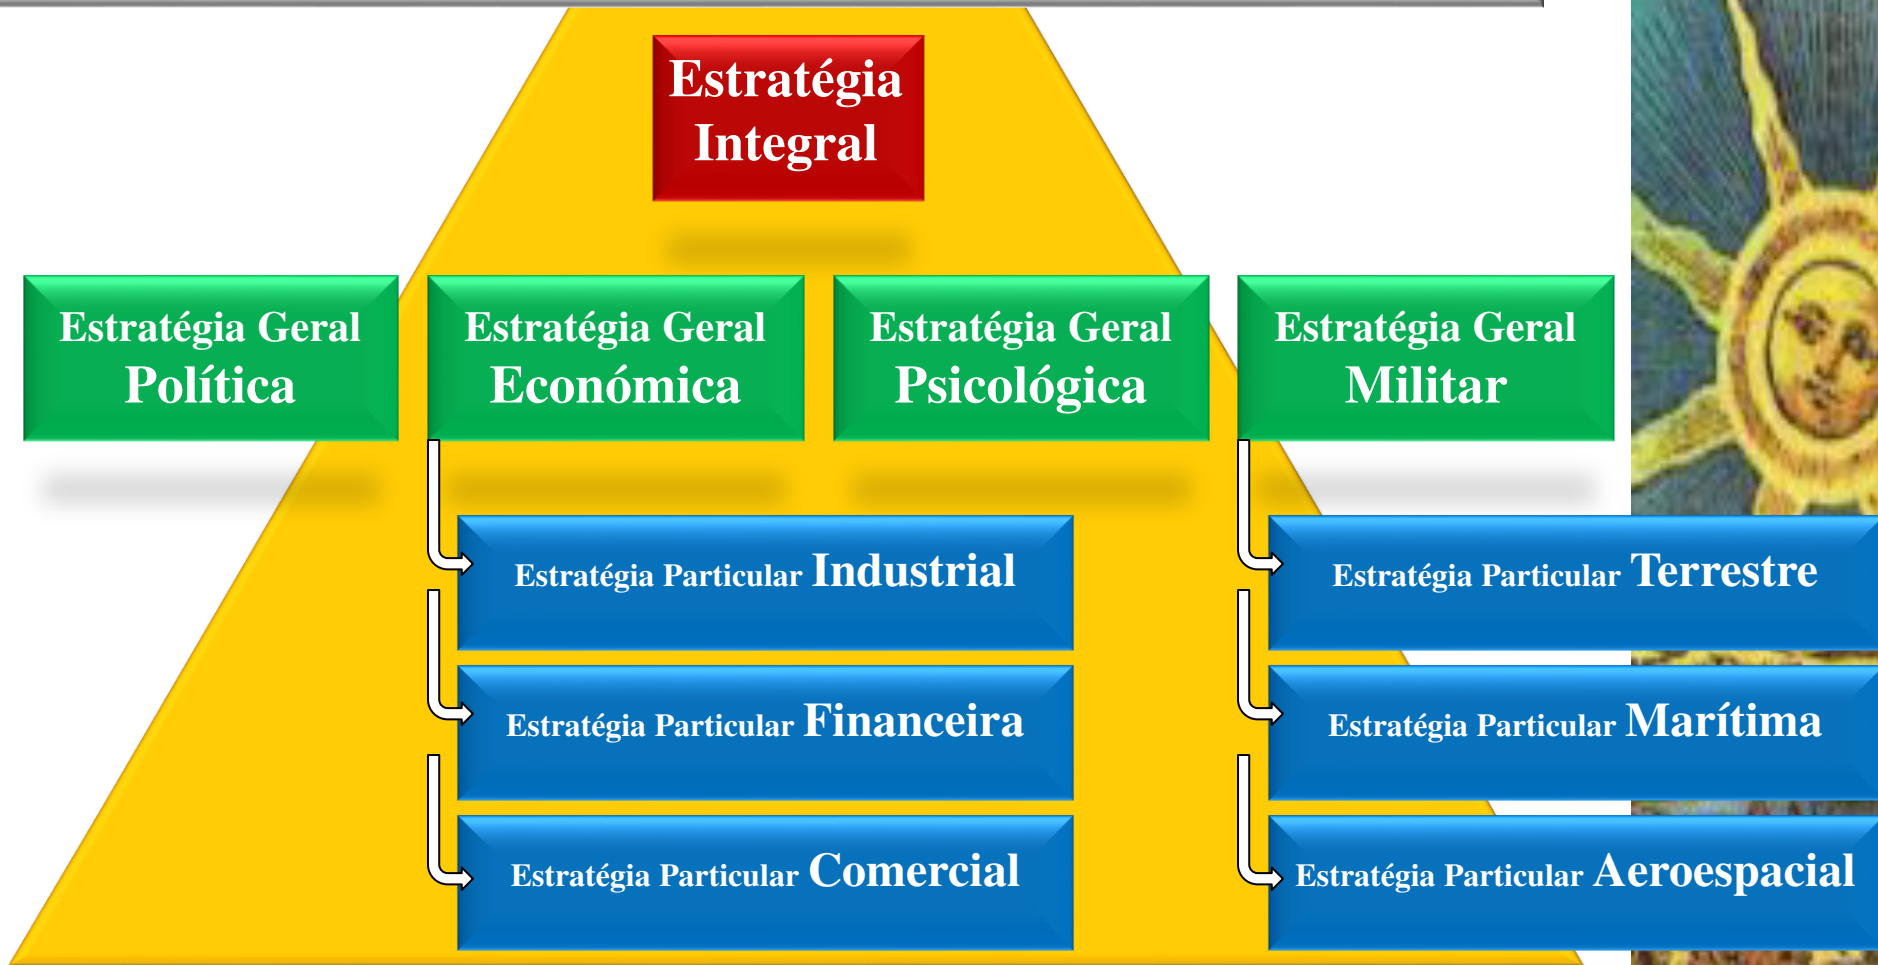 Estratégia
Integral
Estratégia Geral
Política
Estratégia Geral
Económica
Estratégia Geral
Psicológica
Estratégia Geral
Militar
Estratégia Particular Industrial
Estratégia Particular Financeira
Estratégia Particular Comercial
Estratégia Particular Terrestre
Estratégia Particular Marítima
Estratégia Particular Aeroespacial